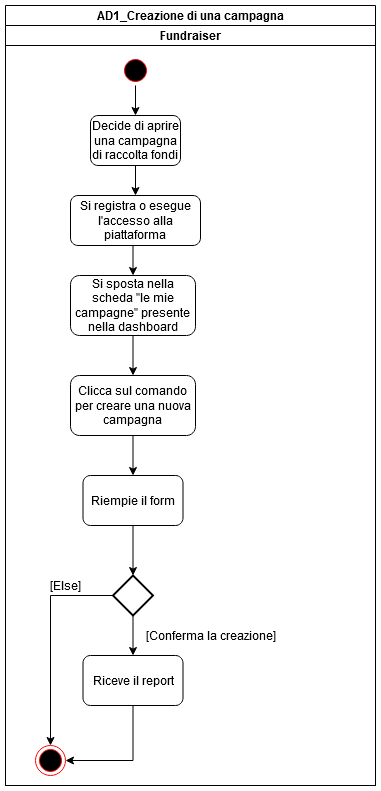 AD1_Creazione di una campagna
Fundraiser
Decide di aprire
una campagna
di raccolta fondi
Si registra o esegue
l'accesso alla
piattaforma
Si sposta nella
scheda "le mie
campagne" presente
nella dashboard
Clicca sul comando
per creare una nuova
campagna
Riempie il form
[Else]
[Conferma la creazione]
Riceve il report